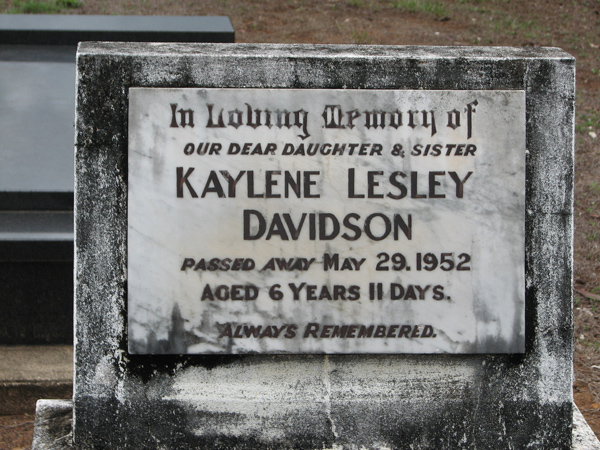 In Loving Memory of
OUR DEAR DAUGHTER & SISTER
KAYLENE LESLEY
DAVIDSON
PASSED AWAY MAY 29. 1952
AGED 6 YEARS 11 DAYS.
ALWAYS REMEMBERED.